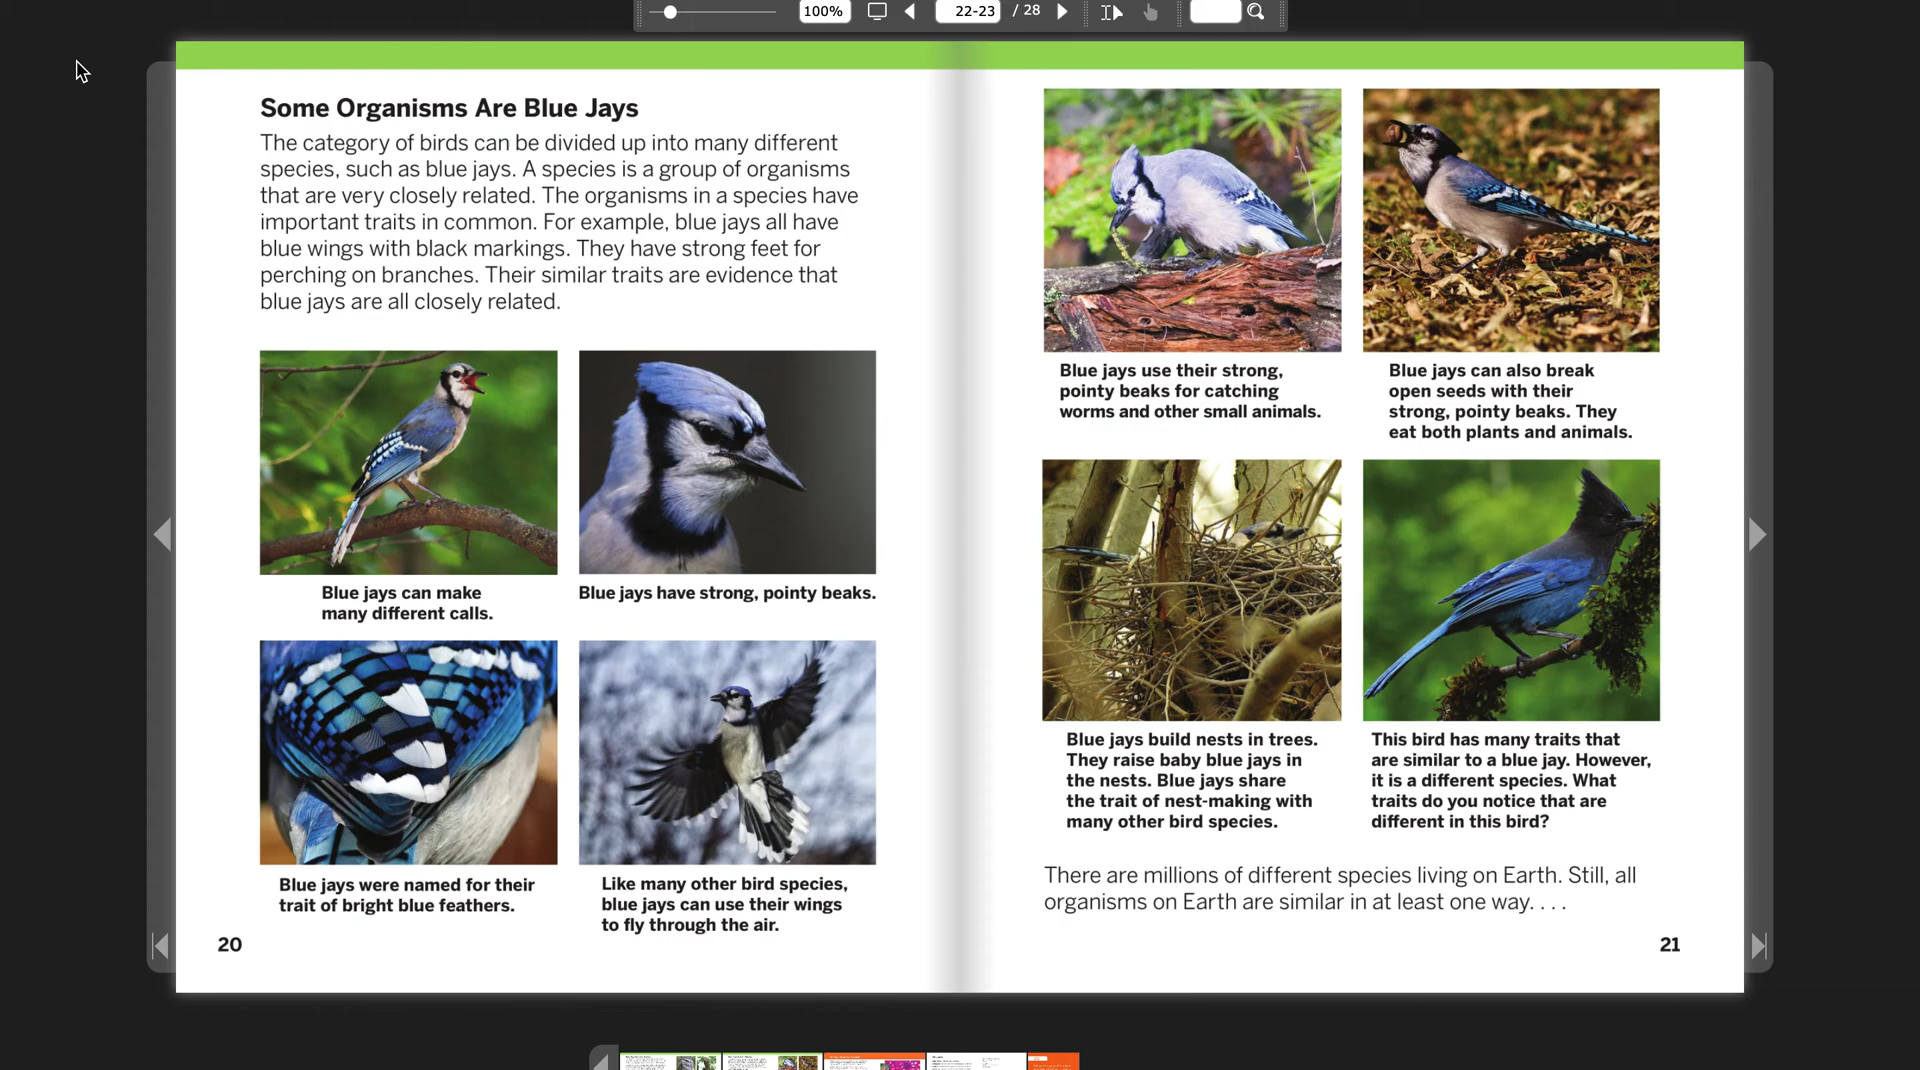 100%
22-23
/ 28
Some Organisms Are Blue Jays
The category of birds can be divided up into many different
species, such as blue jays. A species is a group of organisms
that are very closely related. The organisms in a species have
important traits in common. For example, blue jays all have
blue wings with black markings. They have strong feet for
perching on branches. Their similar traits are evidence that
blue jays are all closely related.
Blue jays can make
many different calls.
Blue jays have strong, pointy beaks.
Blue jays were named for their
trait of bright blue feathers.
Like many other bird species,
blue jays can use their wings
to fly through the air.
20
Blue jays use their strong,
pointy beaks for catching
worms and other small animals.
Blue jays can also break
open seeds with their
strong, pointy beaks. They
eat both plants and animals.
Blue jays build nests in trees.
They raise baby blue jays in
the nests. Blue jays share
the trait of nest-making with
many other bird species.
This bird has many traits that
are similar to a blue jay. However,
it is a different species. What
traits do you notice that are
different in this bird?
There are millions of different species living on Earth. Still, all
organisms on Earth are similar in at least one way. . . .
21